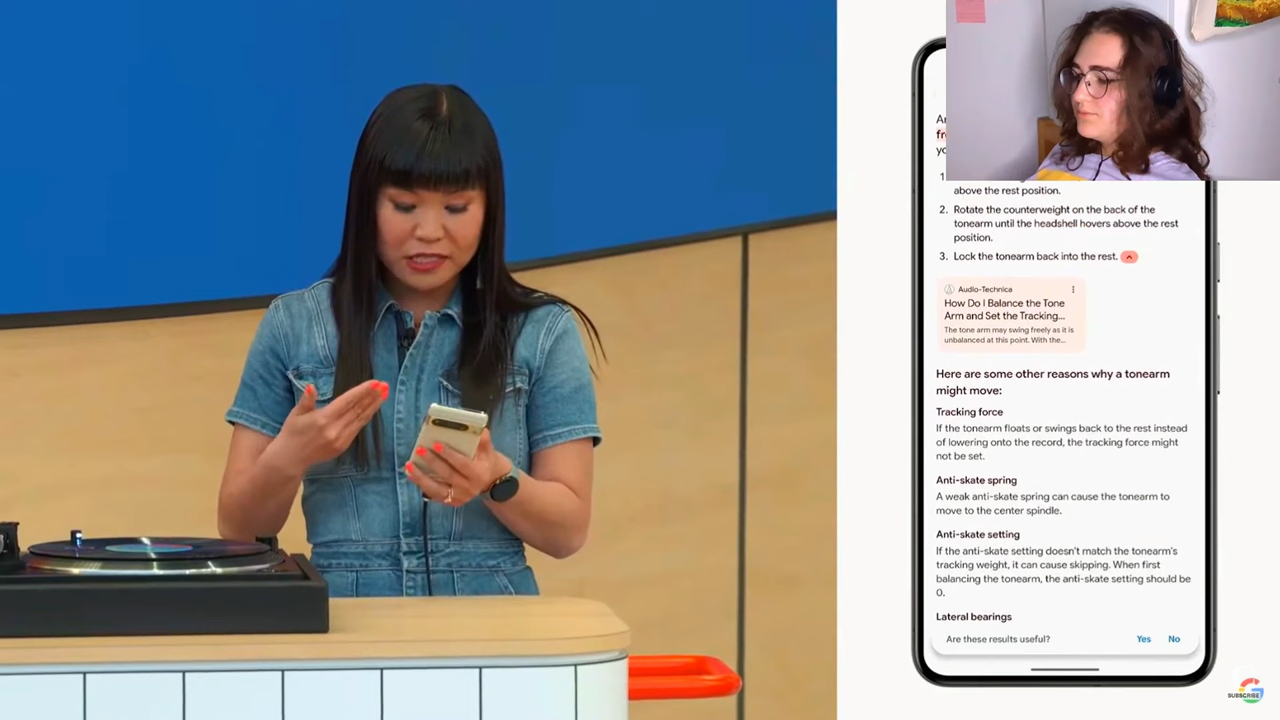 An
fr
yo
1
above the rest position.
2. Rotate the counterweight on the back of the
tonearm until the headshell hovers above the rest
position.
3. Lock the tonearm back into the rest.
Audio-Technica
How Do I Balance the Tone
Arm and Set the Tracking...
The tone arm may swing freely as it is
unbalanced at this point. With the...
Here are some other reasons why a tonearm
might move:
Tracking force
If the tonearm floats or swings back to the rest instead
of lowering onto the record, the tracking force might
not be set.
Anti-skate spring
A weak anti-skate spring can cause the tonearm to
move to the center spindle.
Anti-skate setting
If the anti-skate setting doesn't match the tonearm's
tracking weight, it can cause skipping. When first
balancing the tonearm, the anti-skate setting should be
0.
Lateral bearings
Are these results useful? Yes No
SUBSCRIBE